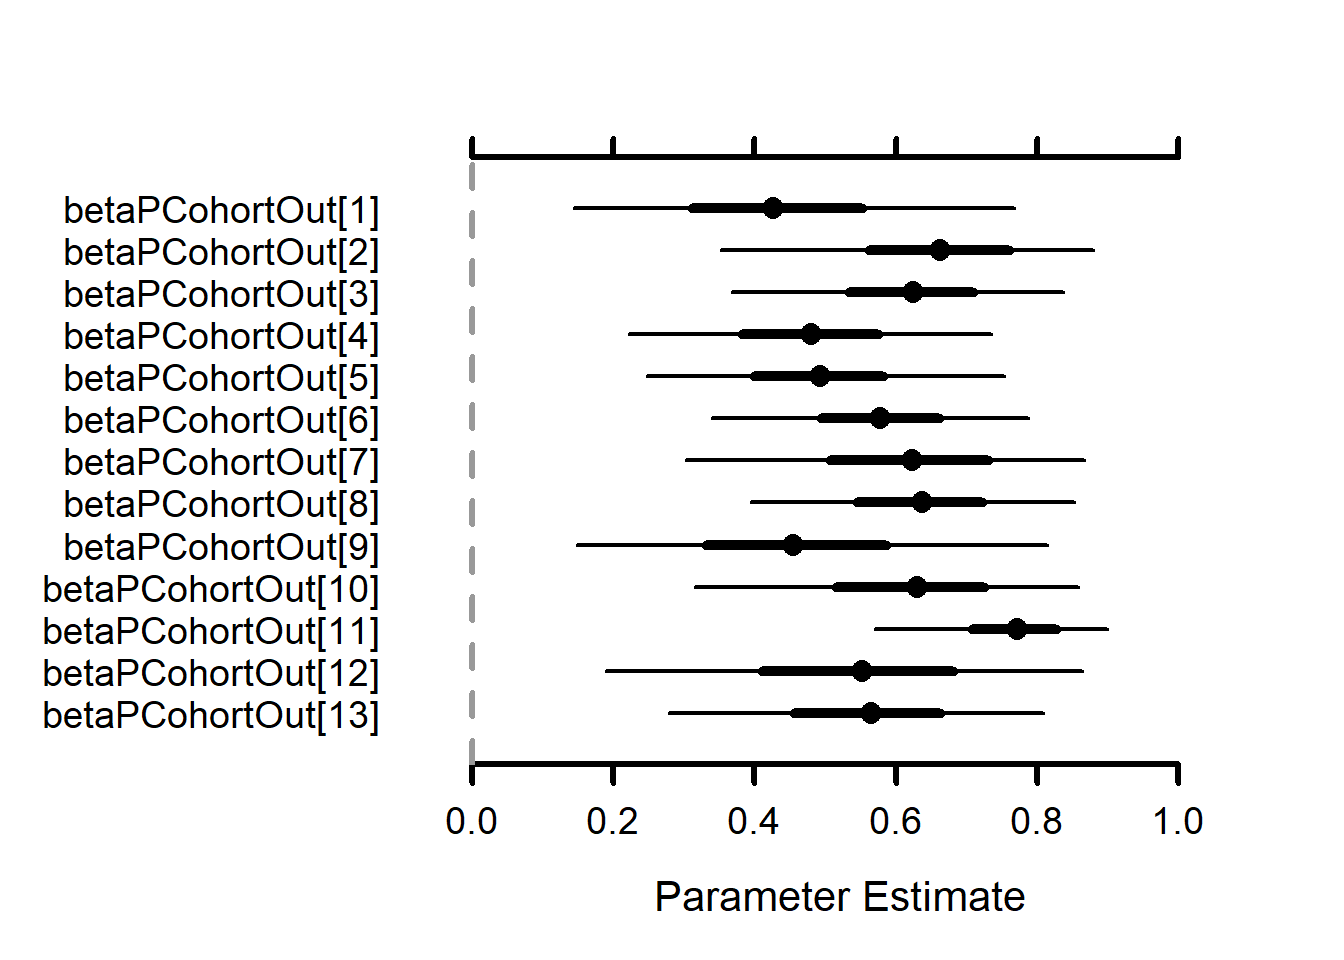 betaPCohortOut[1]
betaPCohortOut[2]
betaPCohortOut[3]
betaPCohortOut[4]
betaPCohortOut[5]
betaPCohortOut[6]
betaPCohortOut[7]
betaPCohortOut[8]
betaPCohortOut[9]
betaPCohortOut[10]
betaPCohortOut[11]
betaPCohortOut[12]
betaPCohortOut[13]
0.0 0.2 0.4 0.6 0.8 1.0
Parameter Estimate